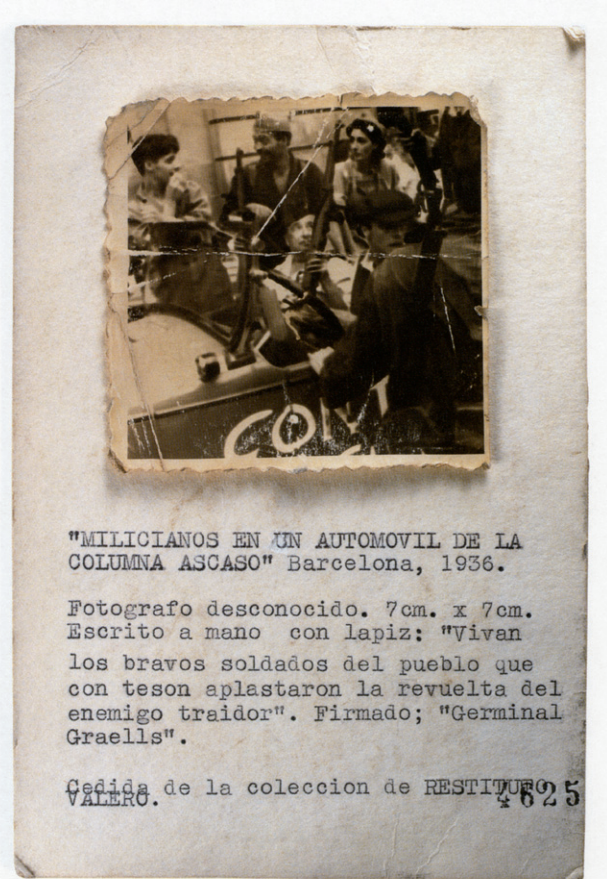 CO
"MILICIANOS EN UN AUTOMOVIL DE LA
COLUMNA ASCASO" Barcelona, 1936.
Fotografo desconocido. 7cm. x 7cm.
Escrito a mano con lapiz: "Vivan
los bravos soldados del pueblo que
con teson aplastaron la revuelta del
enemigo traidor". Firmado; "Germinal
Graells".
Cedida de la coleccion de RESTITUTO
VALERO.
4625